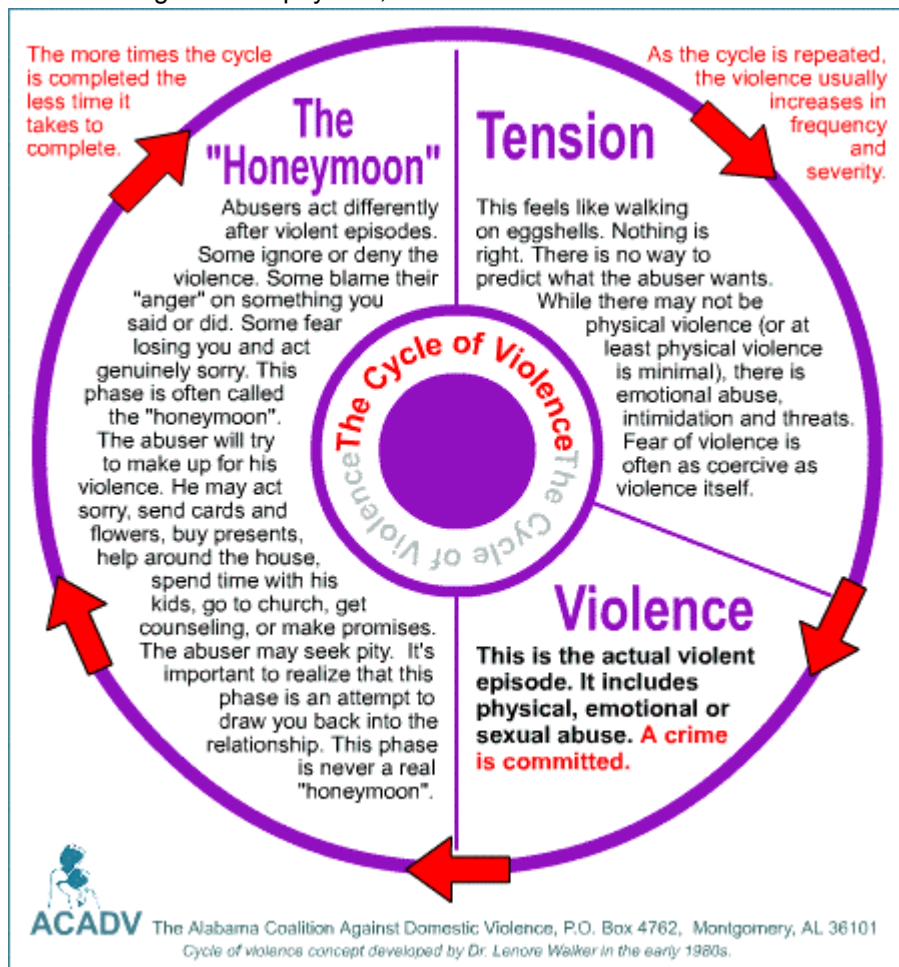 The more times the cycle
is completed the
less time it
takes to
complete.
As the cycle is repeated,
the violence usually
increases in
frequency
and
severity.
The
"Honeymoon"
Abusers act differently
after violent episodes.
Some ignore or deny the
violence. Some blame their
"anger" on something you
said or did. Some fear
losing you and act
genuinely sorry. This
phase is often called
the "honeymoon".
The abuser will try
to make up for his
violence. He may act
sorry, send cards and
flowers, buy presents,
help around the house,
spend time with his
kids, go to church, get
counseling, or make promises.
The abuser may seek pity. It's
important to realize that this
phase is an attempt to
draw you back into the
relationship. This phase
is never a real
"honeymoon".
Tension
This feels like walking
on eggshells. Nothing is
right. There is no way to
predict what the abuser wants.
While there may not be
physical violence (or at
least physical violence
is minimal), there is
emotional abuse,
intimidation and threats.
Fear of violence is
often as coercive as
violence itself.
The Cycle of Violence
The Cycle of Violence
Violence
This is the actual violent
episode. It includes
physical, emotional or
sexual abuse. A crime
is committed.
ACADV The Alabama Coalition Against Domestic Violence, P.O. Box 4762, Montgomery, AL 36101
Cycle of violence concept developed by Dr. Lenore Walker in the early 1980s.